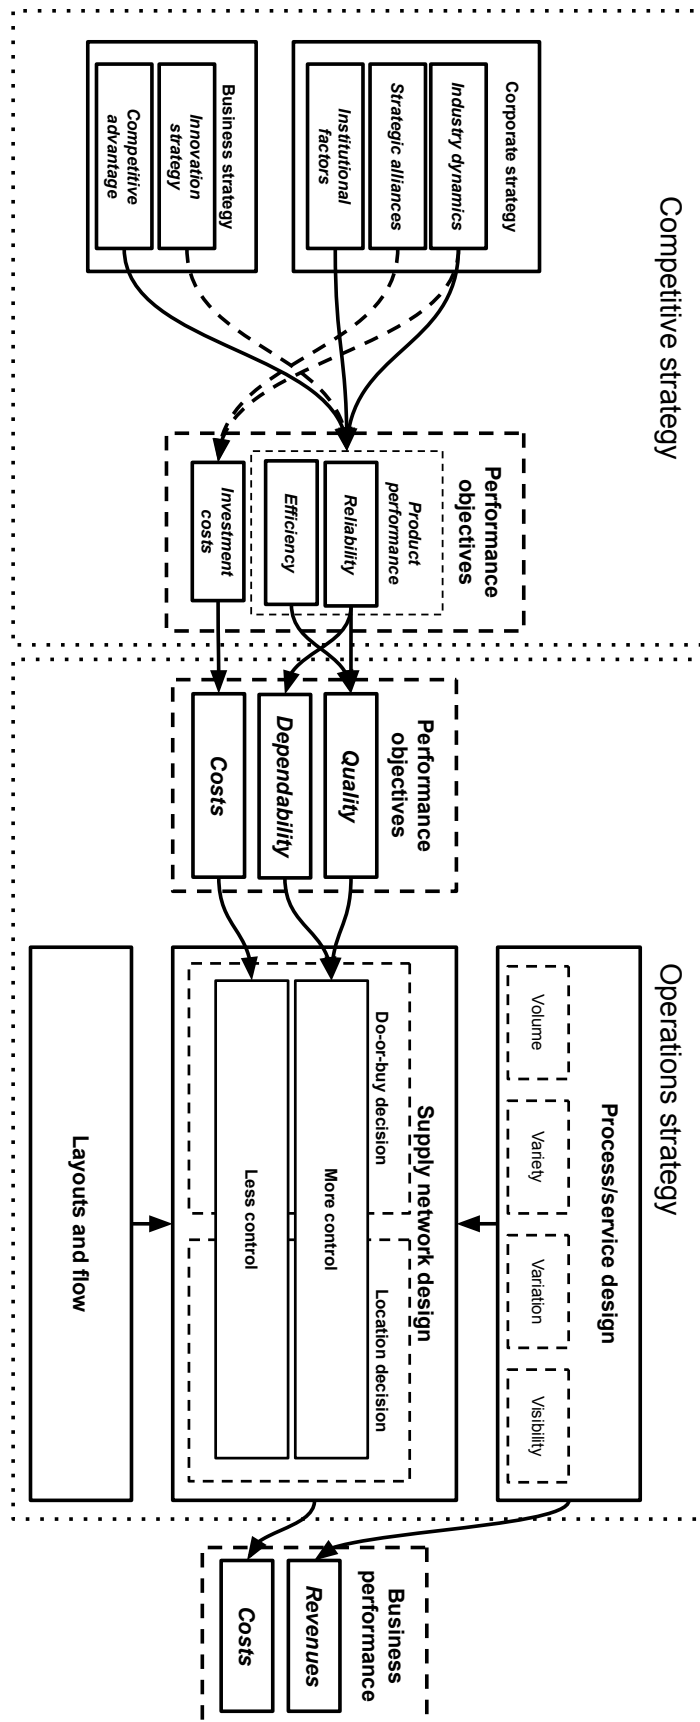 Competitive strategy
Corporate strategy
Industry dynamics
Strategic alliances
Institutional
factors
Business strategy
Innovation
strategy
Competitive
advantage
Performance
objectives
Product
performance
Reliability
Efficiency
Investment
costs
Operations strategy
Performance
objectives
Quality
Dependability
Costs
Process/service design
Volume
Variety
Variation
Visibility
Supply network design
Do-or-buy decision
Location decision
More control
Less control
Layouts and flow
Business
performance
Revenues
Costs